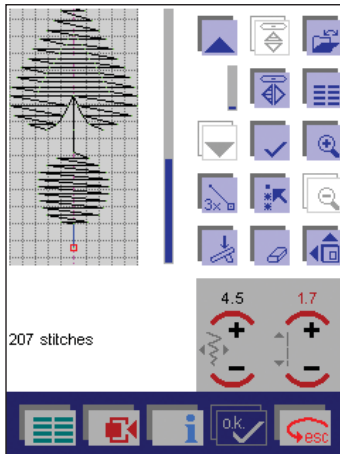 3x
4.5 1.7
+ +
− −
207 stitches
i
o.k.
esc